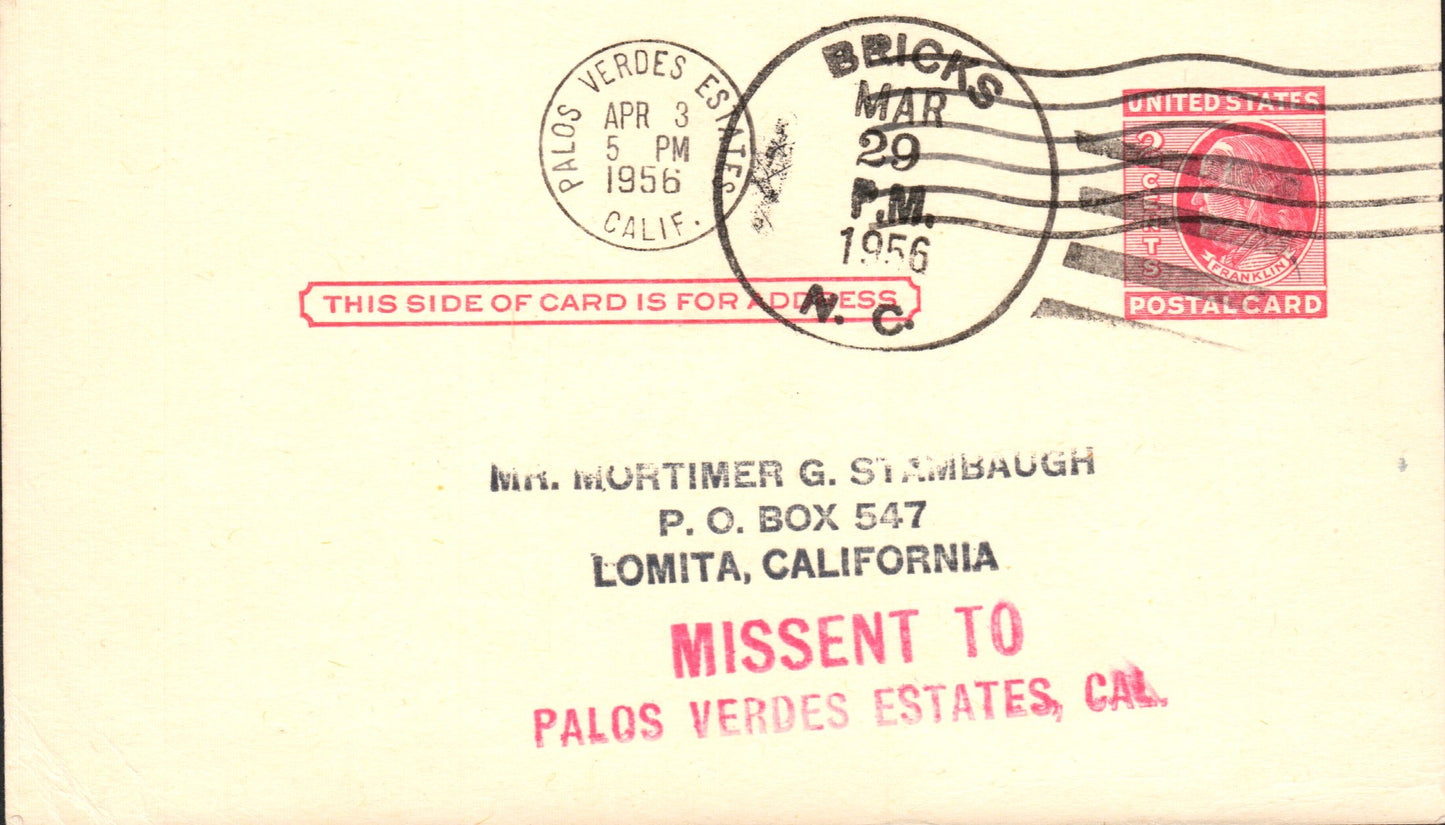 PALOS VERDES ESTATES
APR 3
5 PM
1956
CALIF.
BRICKS
MAR
29
P.M.
1956
N. C.
UNITED STATES
2 CENTS
FRANKLIN
POSTAL CARD
THIS SIDE OF CARD IS FOR ADDRESS
MR. MORTIMER G. STAMBAUGH
P. O. BOX 547
LOMITA, CALIFORNIA
MISSENT TO
PALOS VERDES ESTATES, CAL.